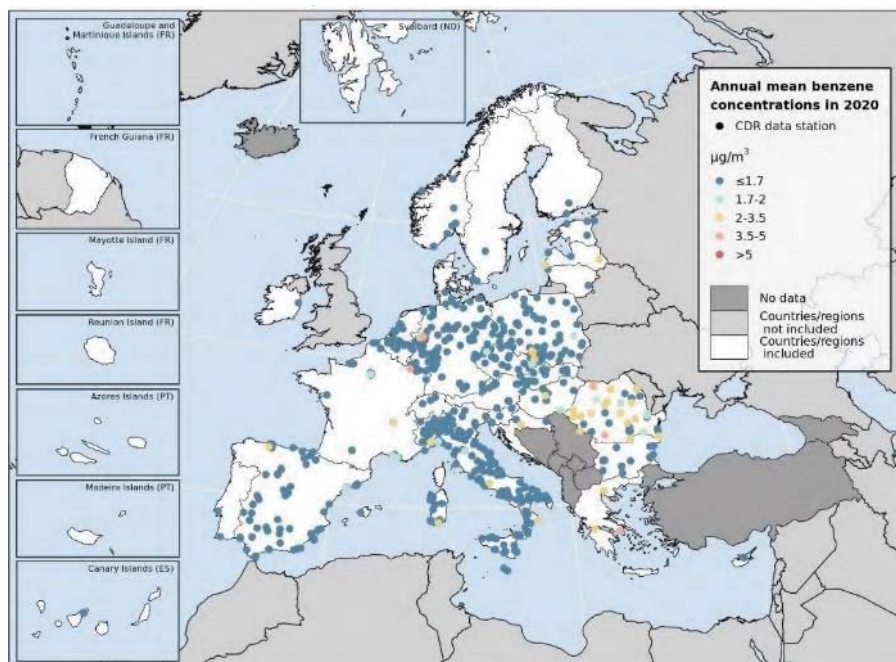 Guadeloupe and
Martinique Islands (FR)
Svalbard (NO)
French Guiana (FR)
Mayotte Island (FR)
Reunion Island (FR)
Azores Islands (PT)
Madeira Islands (PT)
Canary Islands (ES)
Annual mean benzene
concentrations in 2020
CDR data station
µg/m³
≤1.7
1.7-2
2-3.5
3.5-5
>5
No data
Countries/regions
not included
Countries/regions
included